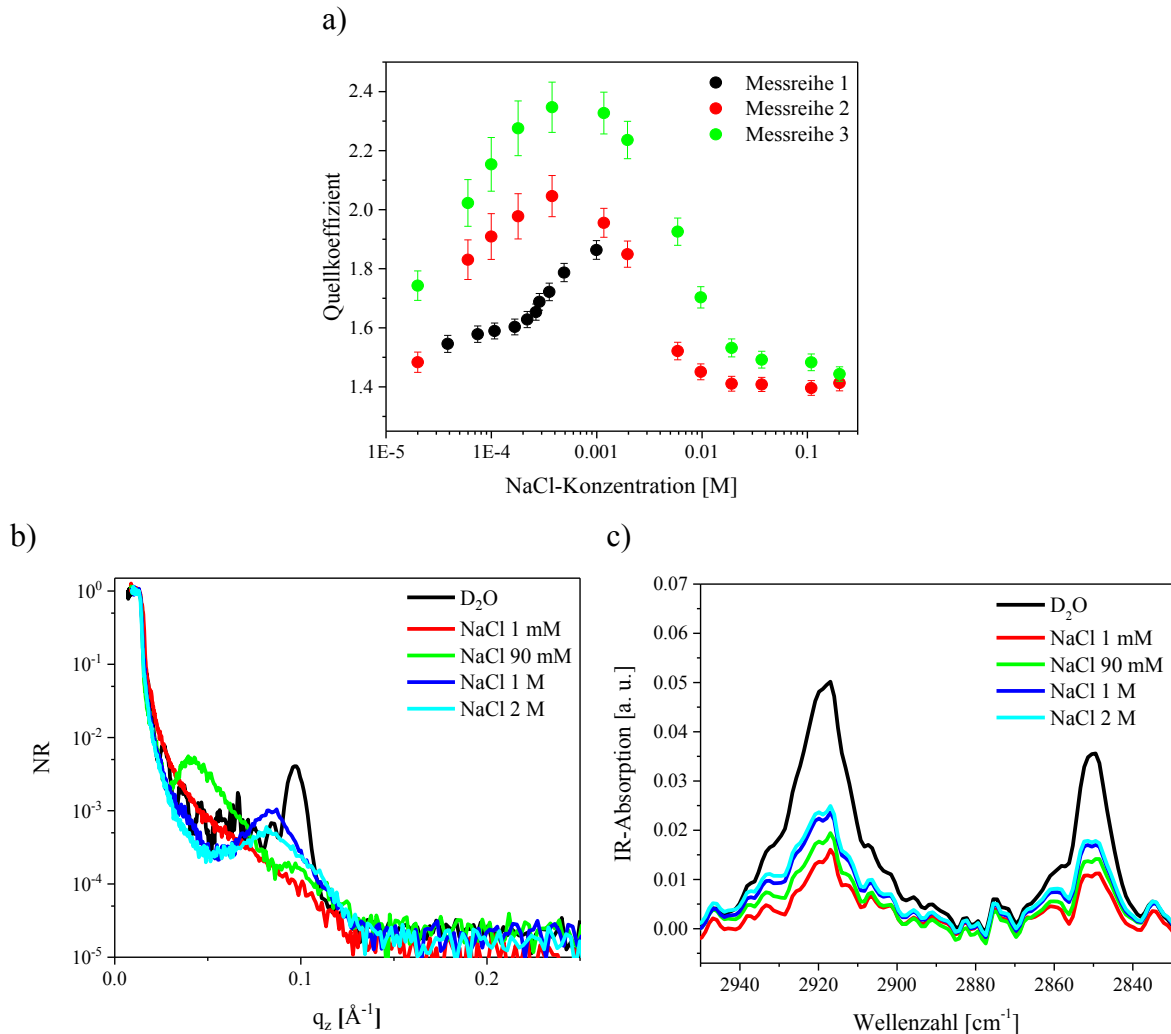 a)
2.4
2.2
2.0
1.8
1.6
1.4
Quellkoeffizient
Messreihe 1
Messreihe 2
Messreihe 3
1E-5 1E-4 0.001 0.01 0.1
NaCl-Konzentration [M]
b)
10⁰
10⁻¹
10⁻²
10⁻³
10⁻⁴
10⁻⁵
NR
D₂O
NaCl 1 mM
NaCl 90 mM
NaCl 1 M
NaCl 2 M
0.0 0.1 0.2
q_z [Å⁻¹]
c)
0.07
0.06
0.05
0.04
0.03
0.02
0.01
0.00
IR-Absorption [a. u.]
D₂O
NaCl 1 mM
NaCl 90 mM
NaCl 1 M
NaCl 2 M
2940 2920 2900 2880 2860 2840
Wellenzahl [cm⁻¹]